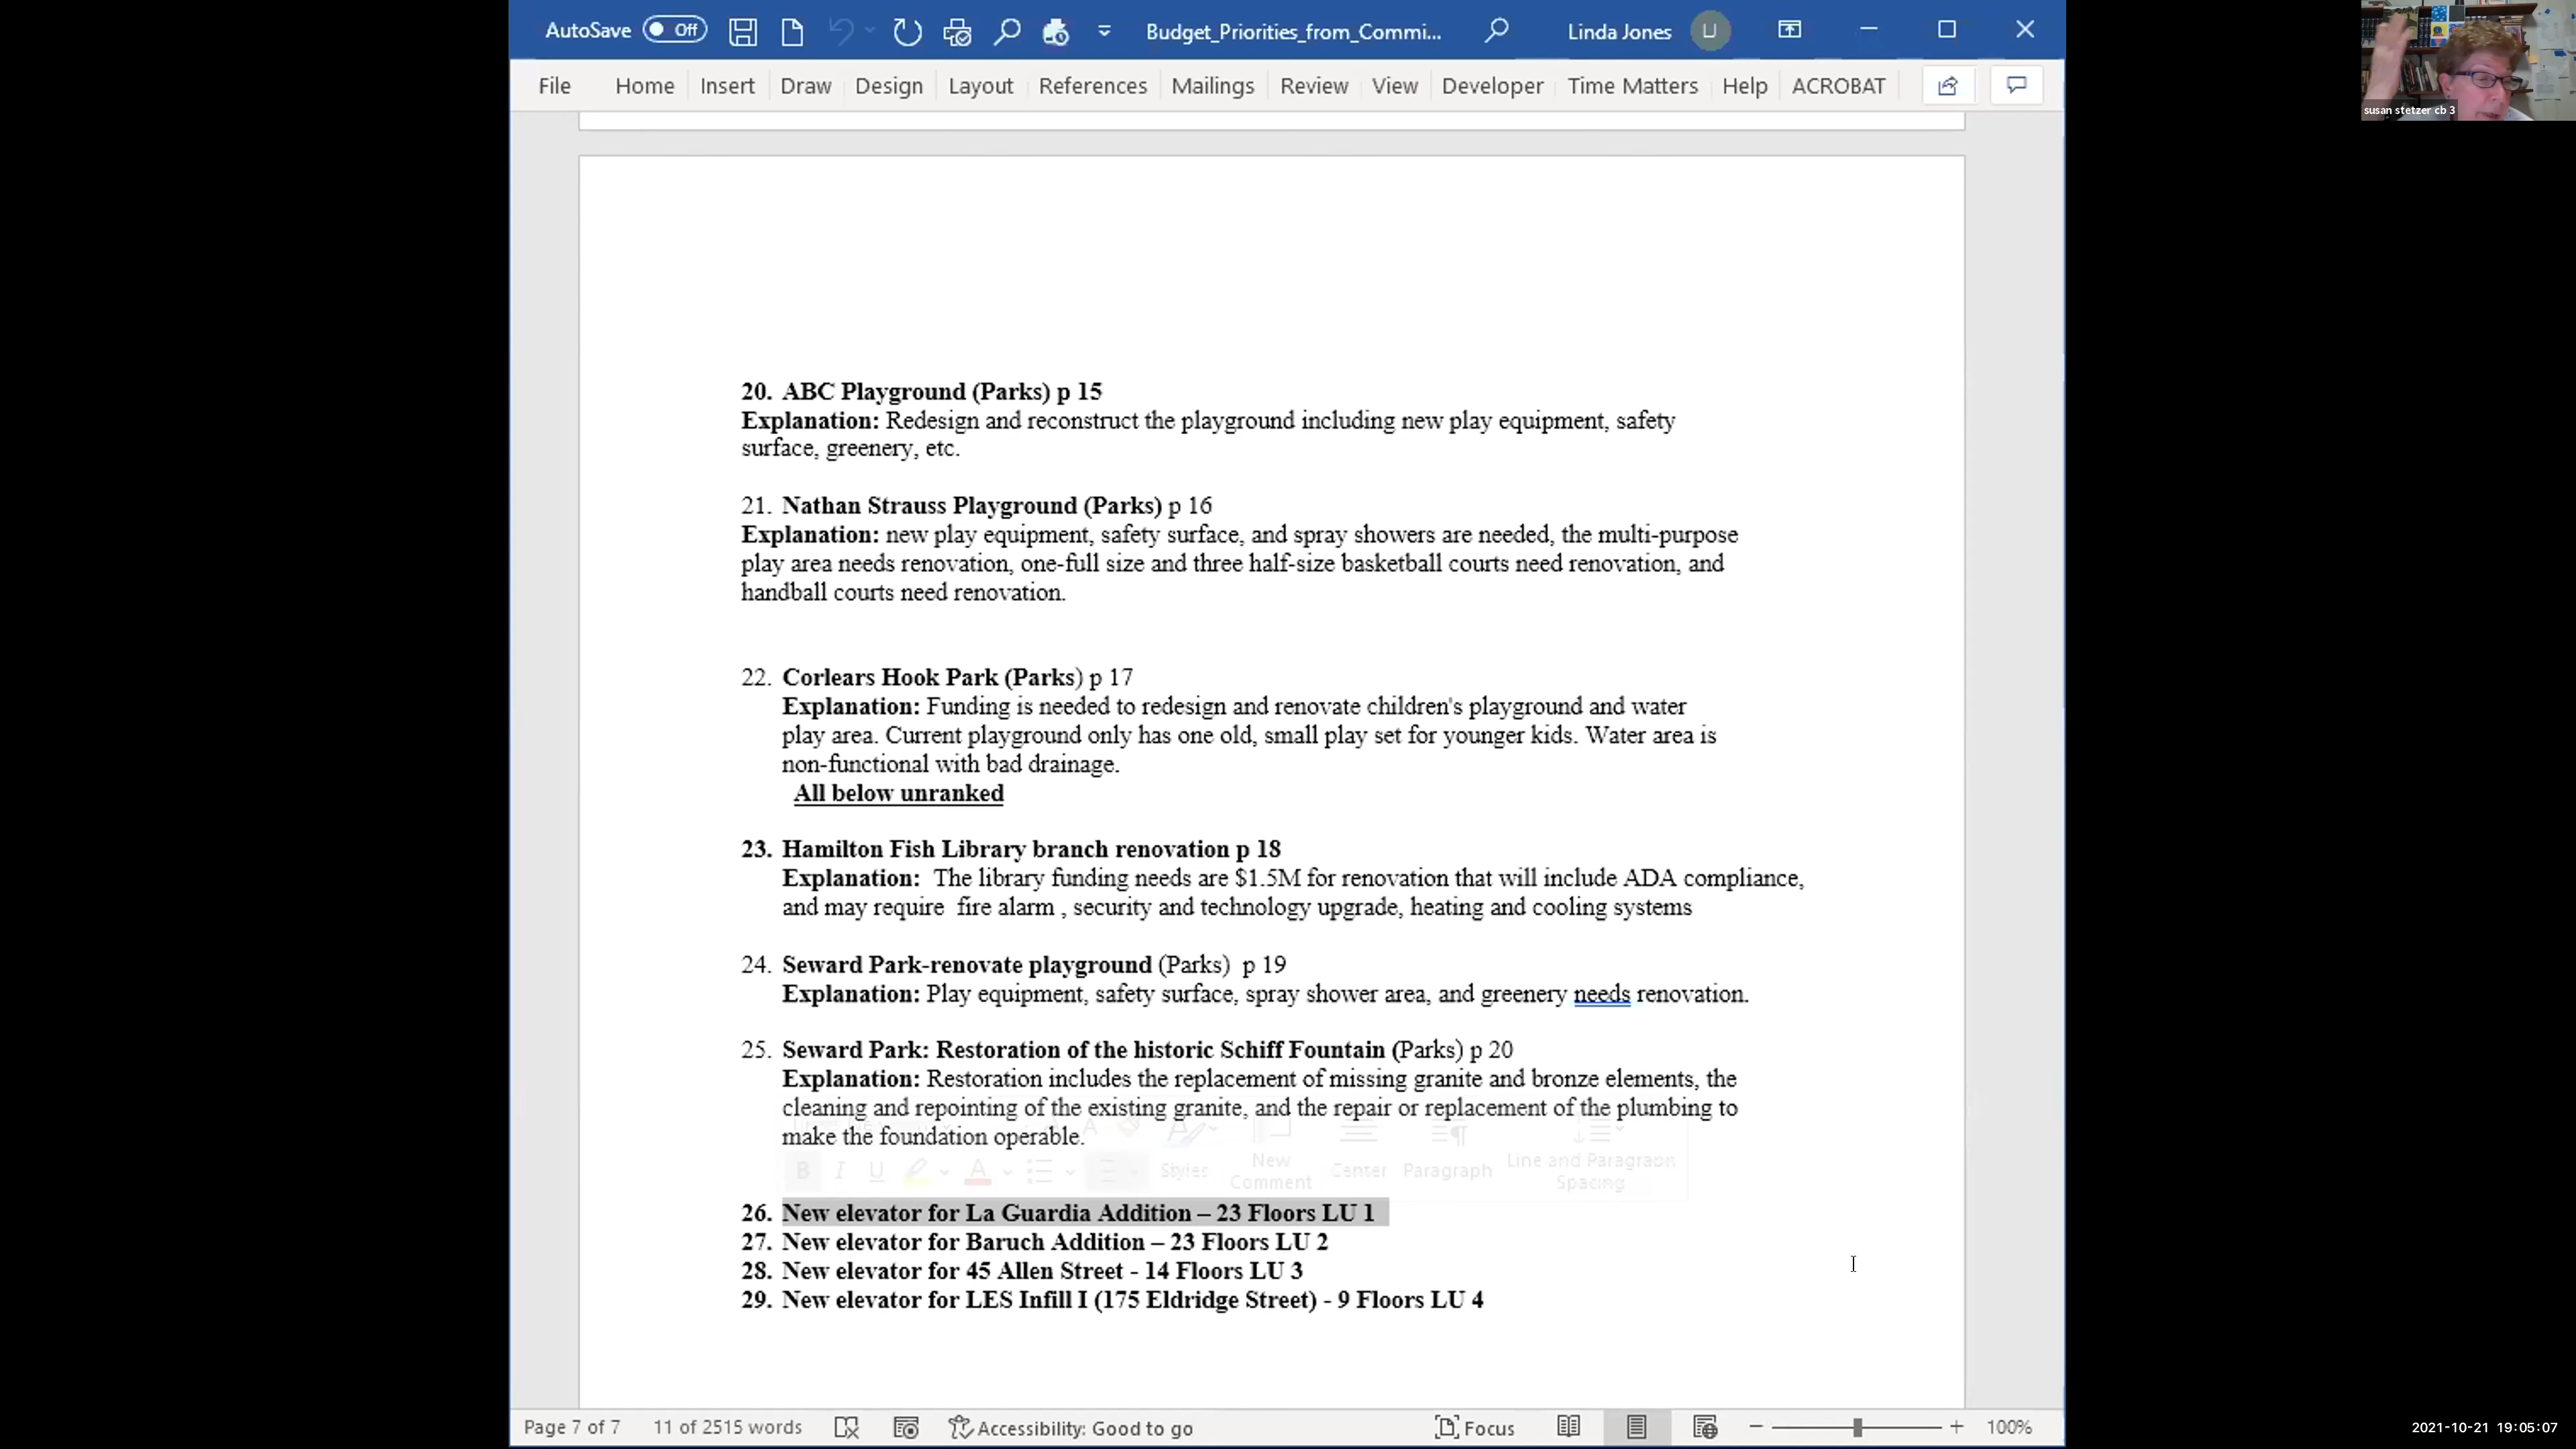 AutoSave Off Budget_Priorities_from_Commi... Linda Jones LJ
File Home Insert Draw Design Layout References Mailings Review View Developer Time Matters Help ACROBAT
susan stetzer cb 3
20. ABC Playground (Parks) p 15
Explanation: Redesign and reconstruct the playground including new play equipment, safety
surface, greenery, etc.
21. Nathan Strauss Playground (Parks) p 16
Explanation: new play equipment, safety surface, and spray showers are needed, the multi-purpose
play area needs renovation, one-full size and three half-size basketball courts need renovation, and
handball courts need renovation.
22. Corlears Hook Park (Parks) p 17
Explanation: Funding is needed to redesign and renovate children's playground and water
play area. Current playground only has one old, small play set for younger kids. Water area is
non-functional with bad drainage.
All below unranked
23. Hamilton Fish Library branch renovation p 18
Explanation: The library funding needs are $1.5M for renovation that will include ADA compliance,
and may require fire alarm , security and technology upgrade, heating and cooling systems
24. Seward Park-renovate playground (Parks) p 19
Explanation: Play equipment, safety surface, spray shower area, and greenery needs renovation.
25. Seward Park: Restoration of the historic Schiff Fountain (Parks) p 20
Explanation: Restoration includes the replacement of missing granite and bronze elements, the
cleaning and repointing of the existing granite, and the repair or replacement of the plumbing to
make the foundation operable.
B I U A Styles New Comment Center Paragraph Line and Paragraph Spacing
26. New elevator for La Guardia Addition – 23 Floors LU 1
27. New elevator for Baruch Addition – 23 Floors LU 2
28. New elevator for 45 Allen Street - 14 Floors LU 3
29. New elevator for LES Infill I (175 Eldridge Street) - 9 Floors LU 4
Page 7 of 7 11 of 2515 words Accessibility: Good to go Focus 100%
2021-10-21 19:05:07